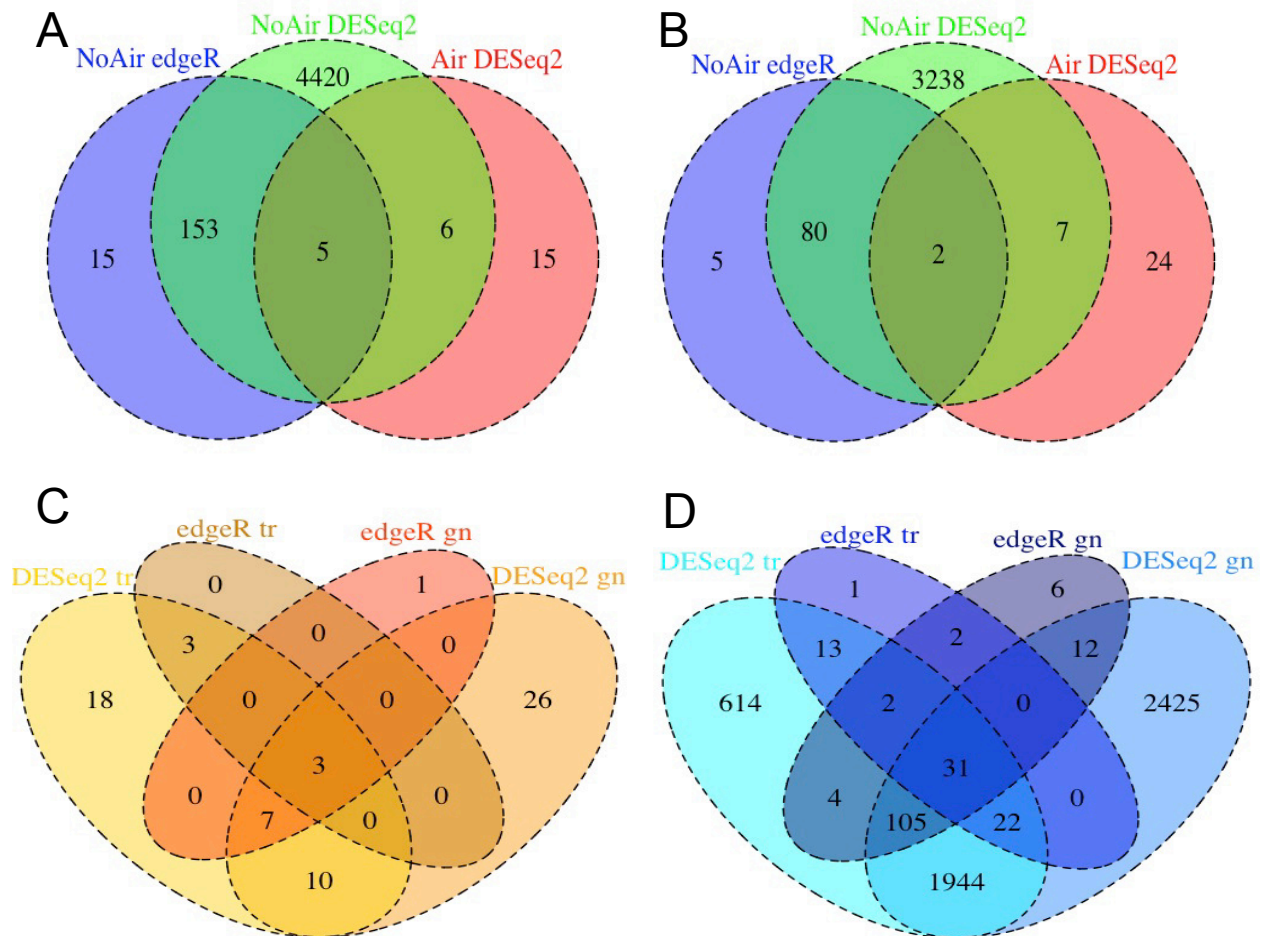 A
NoAir edgeR
NoAir DESeq2
Air DESeq2
4420
15
153
5
6
15
B
NoAir edgeR
NoAir DESeq2
Air DESeq2
3238
5
80
2
7
24
C
DESeq2 tr
edgeR tr
edgeR gn
DESeq2 gn
0
1
3
0
0
18
0
0
26
3
0
7
0
0
10
D
DESeq2 tr
edgeR tr
edgeR gn
DESeq2 gn
1
6
13
2
12
614
2
0
2425
31
4
105
22
0
1944